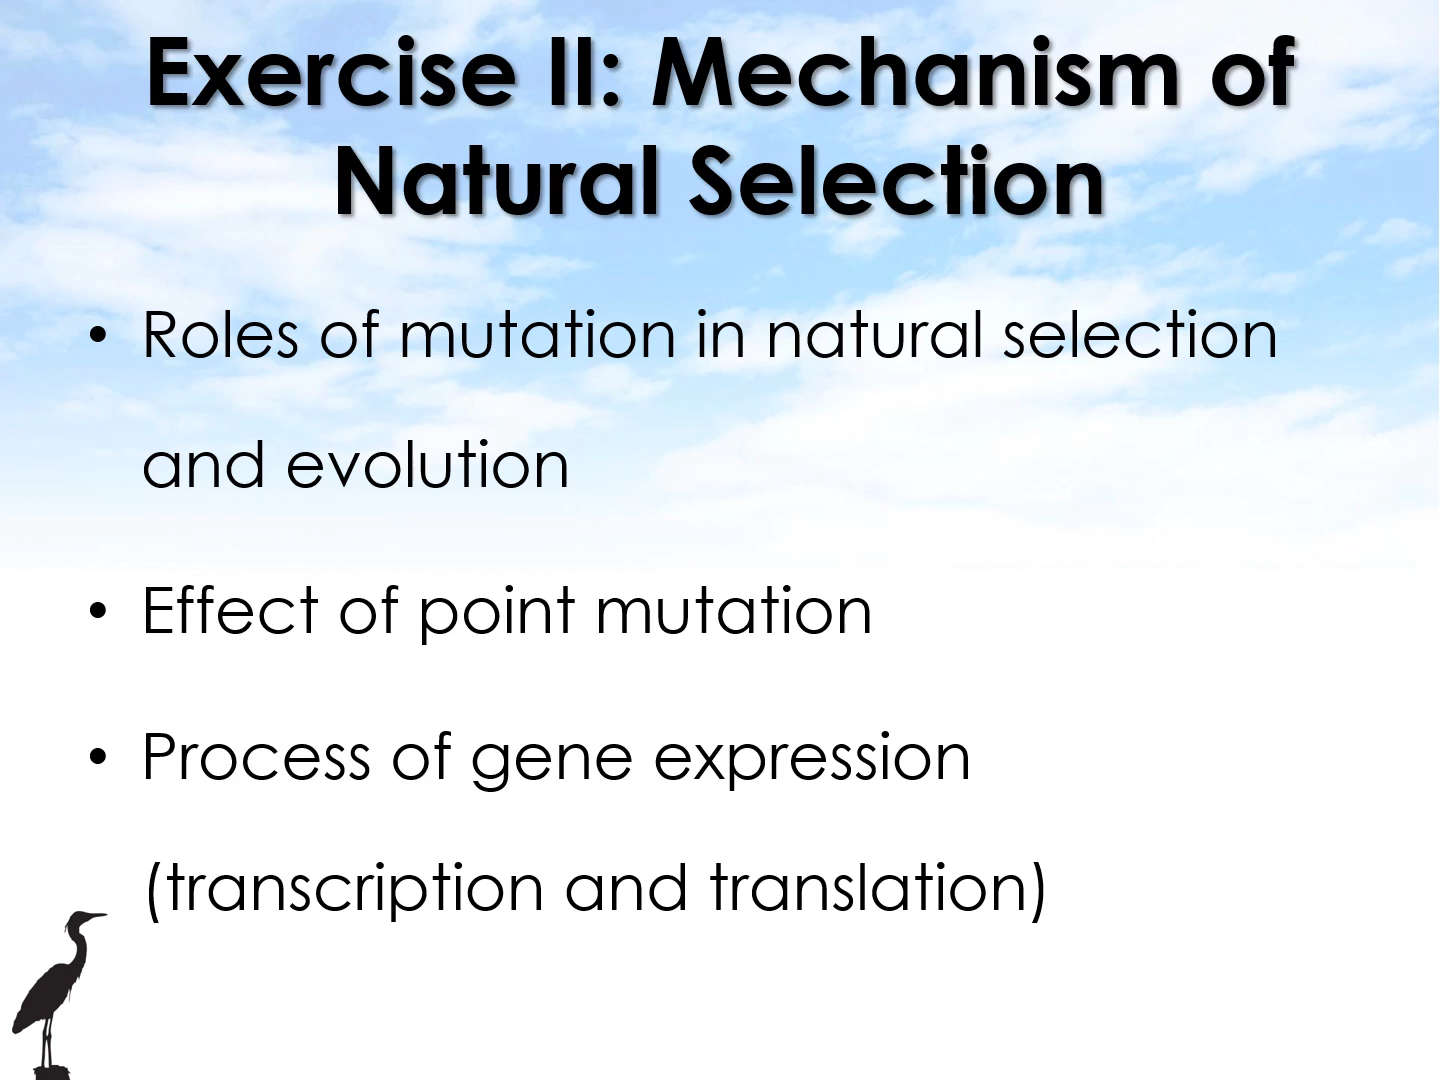 Exercise II: Mechanism of
Natural Selection
• Roles of mutation in natural selection
and evolution
• Effect of point mutation
• Process of gene expression
(transcription and translation)